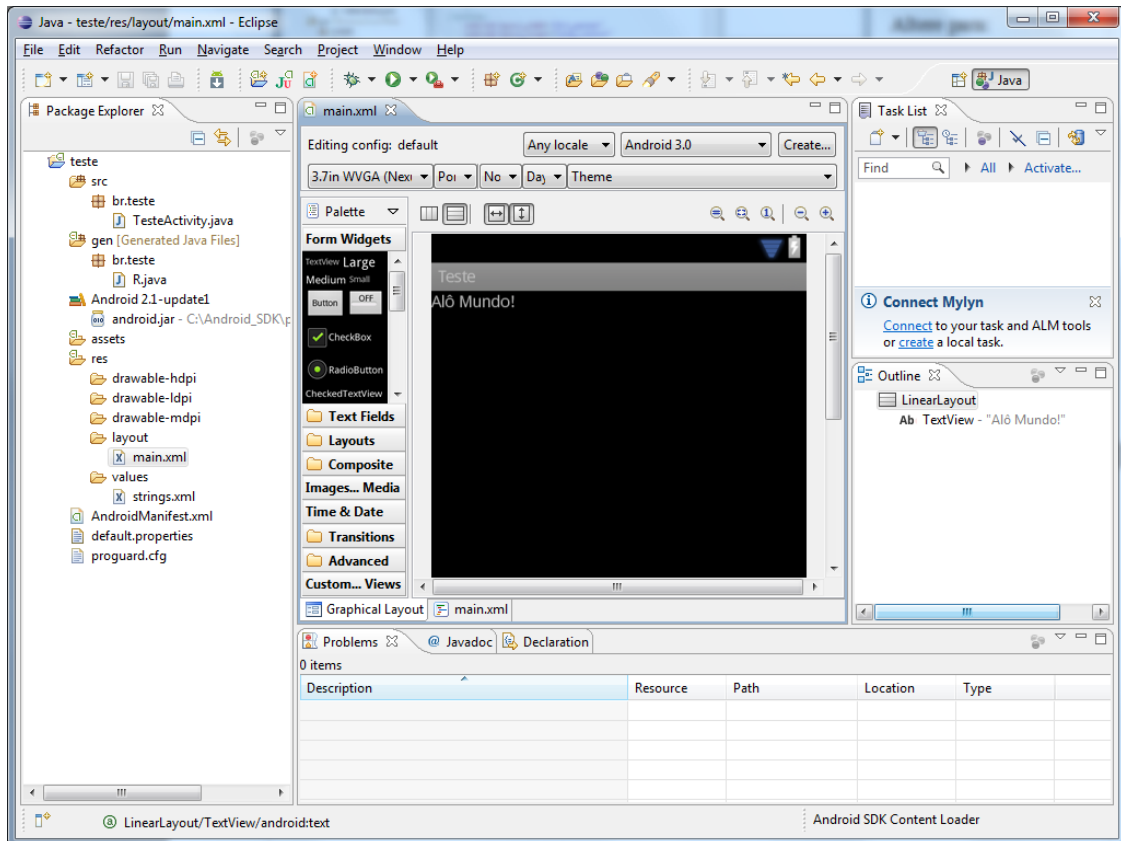 Java - teste/res/layout/main.xml - Eclipse
File Edit Refactor Run Navigate Search Project Window Help
Java
Package Explorer
teste
src
br.teste
TesteActivity.java
gen [Generated Java Files]
br.teste
R.java
Android 2.1-update1
android.jar - C:\Android_SDK\p
assets
res
drawable-hdpi
drawable-ldpi
drawable-mdpi
layout
main.xml
values
strings.xml
AndroidManifest.xml
default.properties
proguard.cfg
main.xml
Editing config: default Any locale Android 3.0 Create...
3.7in WVGA (Nex Por No Day Theme
Palette
Form Widgets
TextView Large
Medium Small
Button OFF
CheckBox
RadioButton
CheckedTextView
Text Fields
Layouts
Composite
Images... Media
Time & Date
Transitions
Advanced
Custom... Views
Teste
Alô Mundo!
Graphical Layout main.xml
Task List
Find All Activate...
Connect Mylyn
Connect to your task and ALM tools
or create a local task.
Outline
LinearLayout
Ab TextView - "Alô Mundo!"
Problems @ Javadoc Declaration
0 items
Description Resource Path Location Type
LinearLayout/TextView/android:text
Android SDK Content Loader